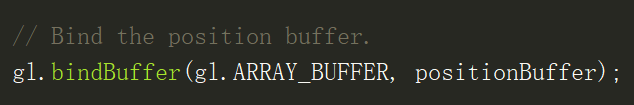 // Bind the position buffer.
gl.bindBuffer(gl.ARRAY_BUFFER, positionBuffer);